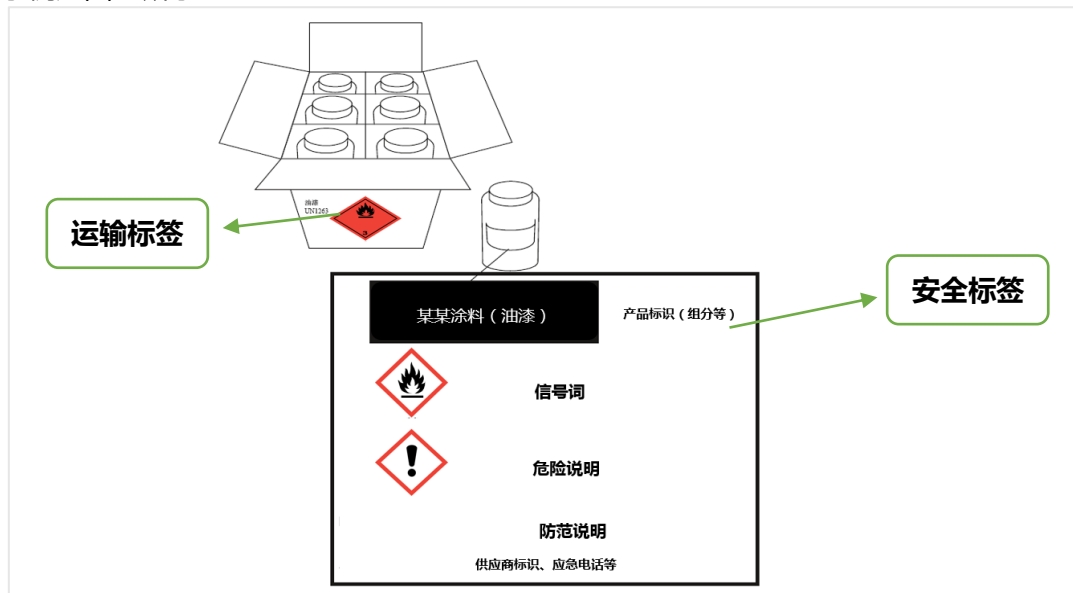 油漆
UN1263
3
运输标签
安全标签
某某涂料（油漆）
产品标识（组分等）
信号词
危险说明
防范说明
供应商标识、应急电话等